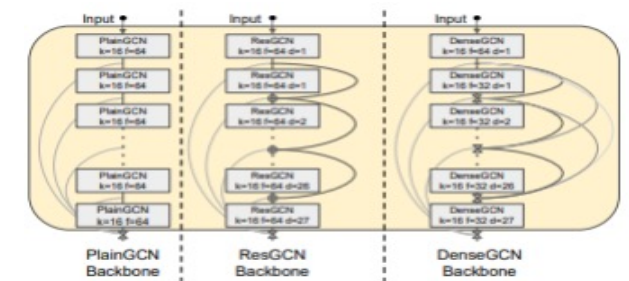 Input
PlainGCN
k=16 f=64
PlainGCN
k=16 f=64
PlainGCN
k=16 f=64
PlainGCN
k=16 f=64
PlainGCN
k=16 f=64
PlainGCN
Backbone
Input
ResGCN
k=16 f=64 d=1
ResGCN
k=16 f=64 d=1
ResGCN
k=16 f=64 d=2
ResGCN
k=16 f=64 d=26
ResGCN
k=16 f=64 d=27
ResGCN
Backbone
Input
DenseGCN
k=16 f=64 d=1
DenseGCN
k=16 f=32 d=1
DenseGCN
k=16 f=32 d=2
DenseGCN
k=16 f=32 d=26
DenseGCN
k=16 f=32 d=27
DenseGCN
Backbone